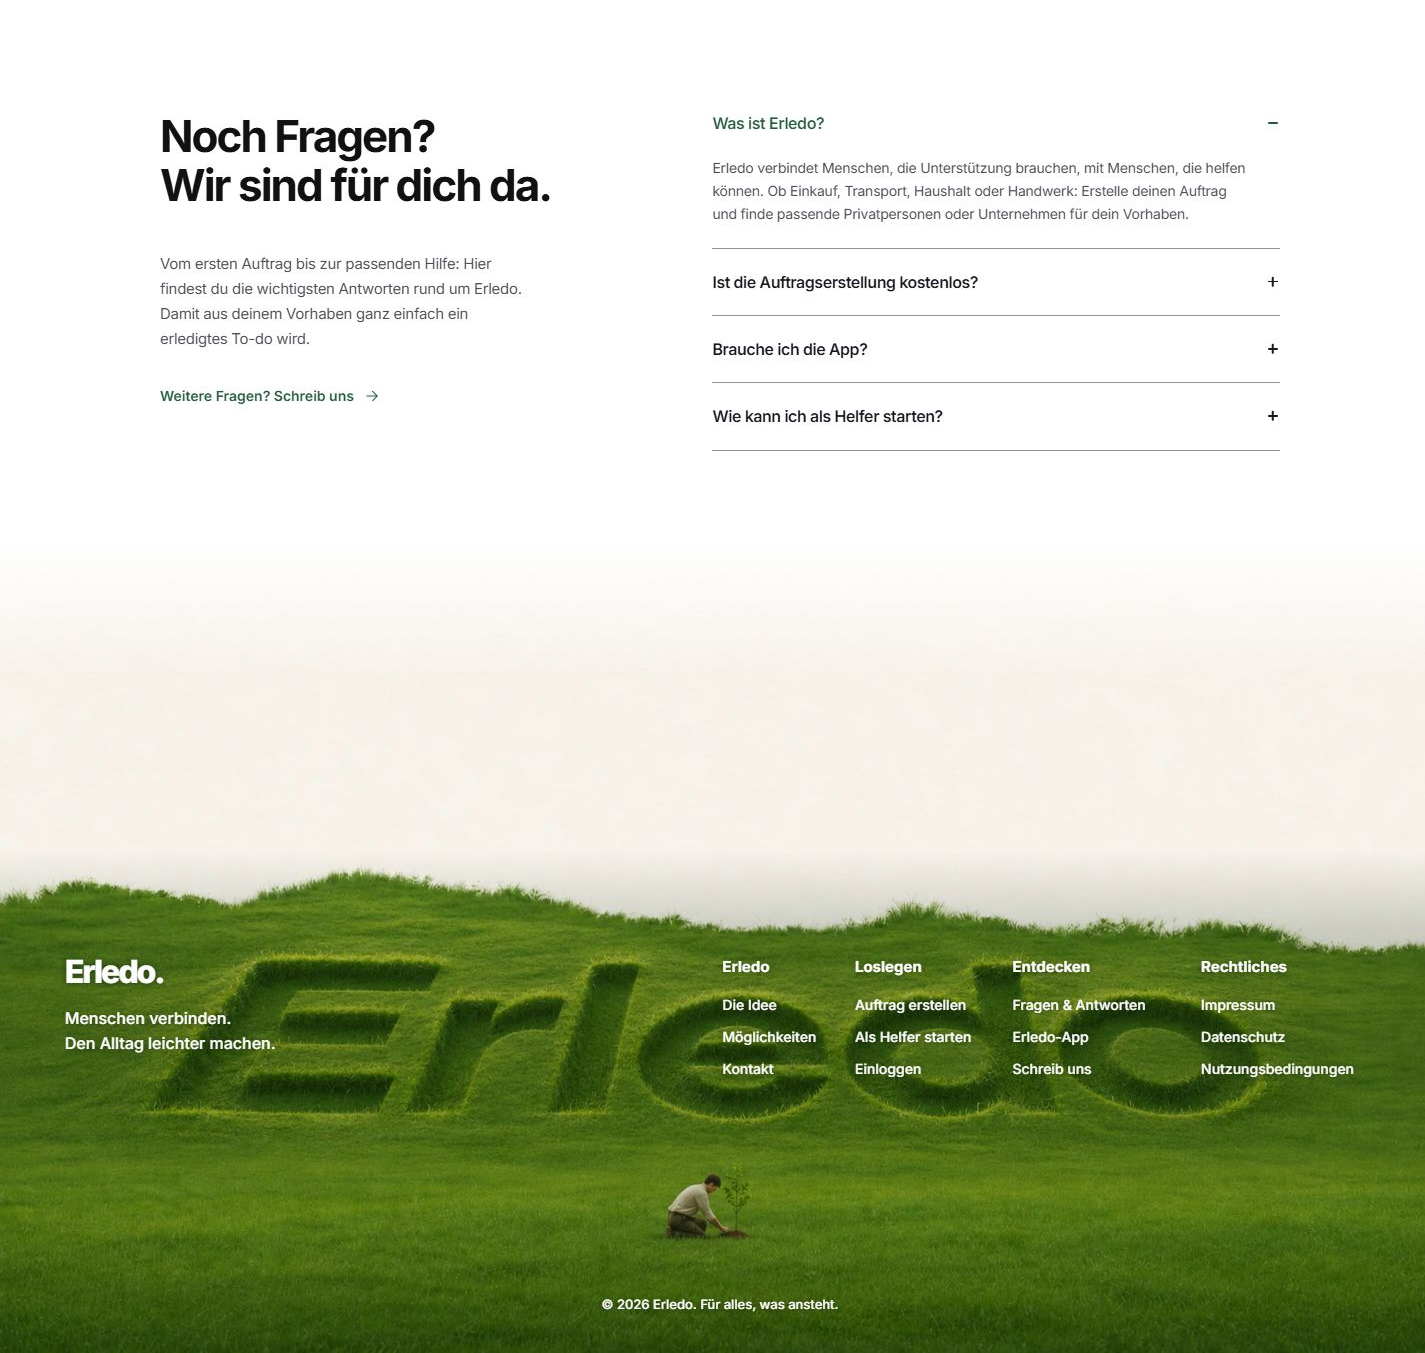 Noch Fragen?
Wir sind für dich da.
Vom ersten Auftrag bis zur passenden Hilfe: Hier
findest du die wichtigsten Antworten rund um Erledo.
Damit aus deinem Vorhaben ganz einfach ein
erledigtes To-do wird.
Weitere Fragen? Schreib uns →
Was ist Erledo? −
Erledo verbindet Menschen, die Unterstützung brauchen, mit Menschen, die helfen
können. Ob Einkauf, Transport, Haushalt oder Handwerk: Erstelle deinen Auftrag
und finde passende Privatpersonen oder Unternehmen für dein Vorhaben.
Ist die Auftragserstellung kostenlos? +
Brauche ich die App? +
Wie kann ich als Helfer starten? +
Erledo
Erledo.
Menschen verbinden.
Den Alltag leichter machen.
Erledo
Die Idee
Möglichkeiten
Kontakt
Loslegen
Auftrag erstellen
Als Helfer starten
Einloggen
Entdecken
Fragen & Antworten
Erledo-App
Schreib uns
Rechtliches
Impressum
Datenschutz
Nutzungsbedingungen
© 2026 Erledo. Für alles, was ansteht.